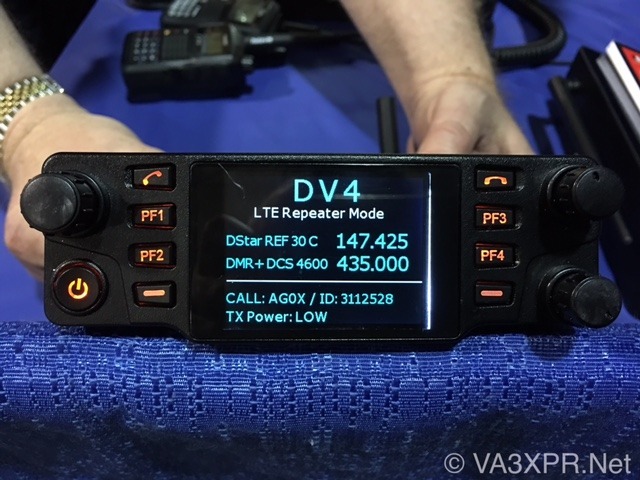 DV4
LTE Repeater Mode
DStar REF 30 C 147.425
DMR+ DCS 4600 435.000
CALL: AG0X / ID: 3112528
TX Power: LOW
PF1
PF2
PF3
PF4
© VA3XPR.Net